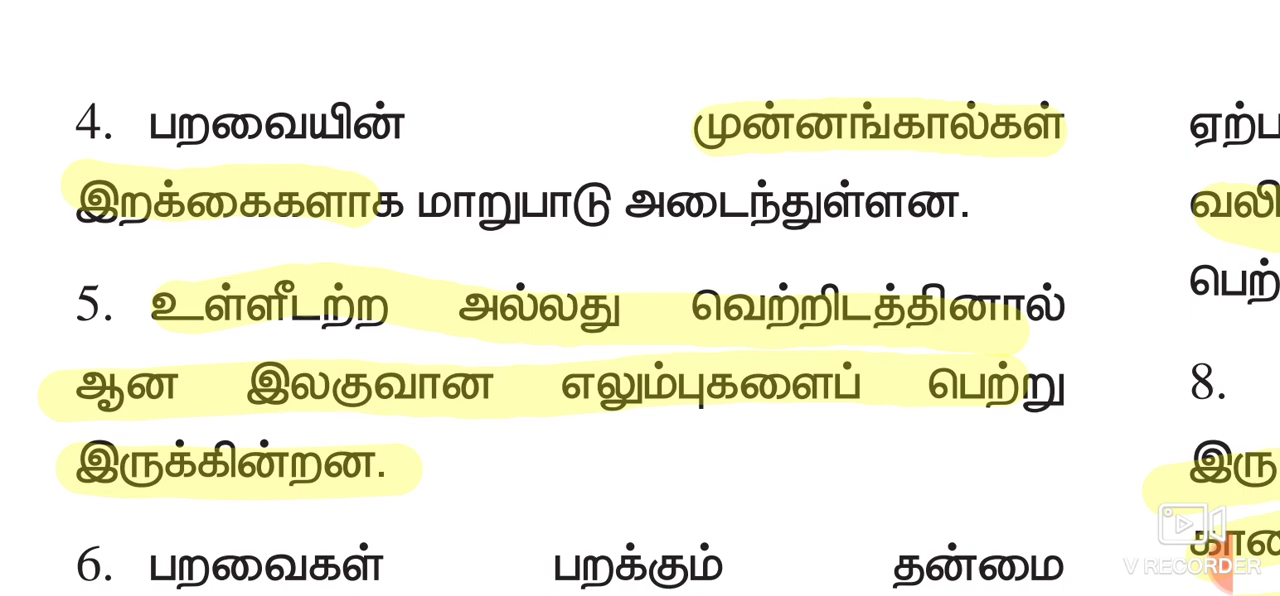 4. பறவையின் முன்னங்கால்கள்
இறக்கைகளாக மாறுபாடு அடைந்துள்ளன.
5. உள்ளீடற்ற அல்லது வெற்றிடத்தினால்
ஆன இலகுவான எலும்புகளைப் பெற்று
இருக்கின்றன.
6. பறவைகள் பறக்கும் தன்மை
8.
இரு
V RECORDER